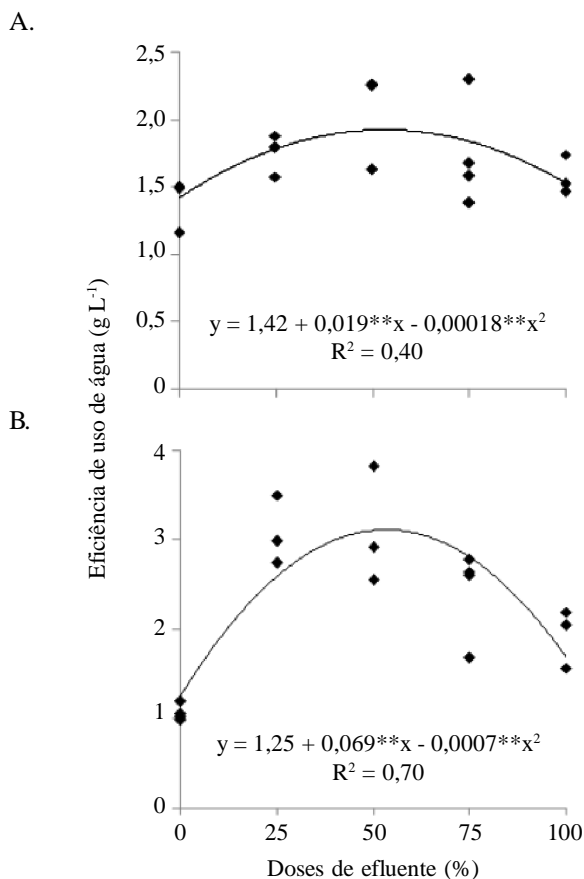 A.
2,5
2,0
1,5
1,0
0,5
0
y = 1,42 + 0,019**x - 0,00018**x²
R² = 0,40
B.
Eficiência de uso de água (g L⁻¹)
4
3
2
1
0
y = 1,25 + 0,069**x - 0,0007**x²
R² = 0,70
0 25 50 75 100
Doses de efluente (%)